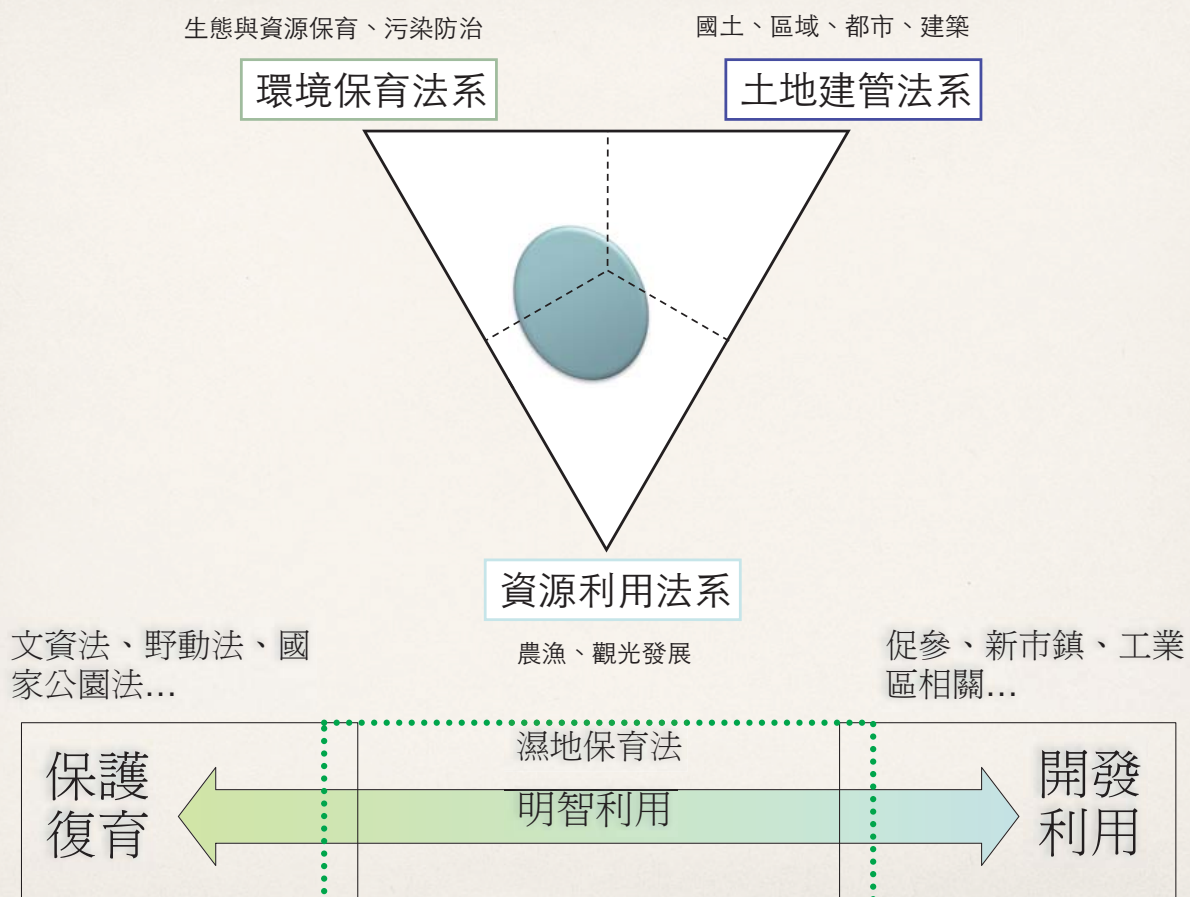 生態與資源保育、污染防治
國土、區域、都市、建築
環境保育法系
土地建管法系
資源利用法系
農漁、觀光發展
文資法、野動法、國
家公園法...
促參、新市鎮、工業
區相關...
濕地保育法
保護
復育
明智利用
開發
利用